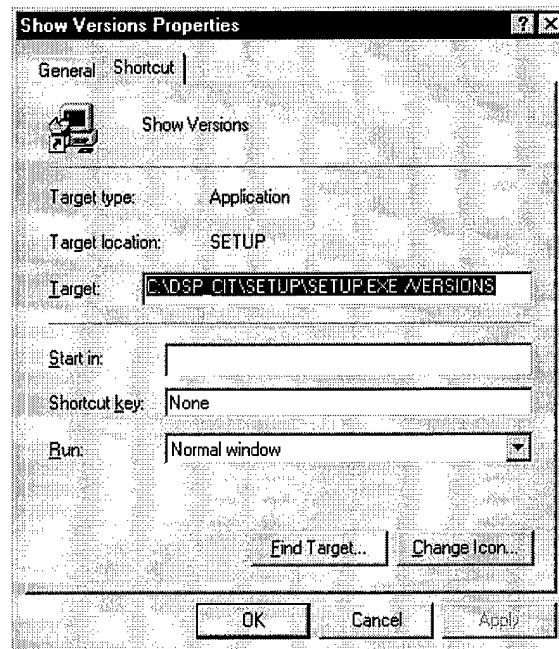 Show Versions Properties
General Shortcut
Show Versions
Target type: Application
Target location: SETUP
Target: C:\DSP_CIT\SETUP\SETUP.EXE /VERSIONS
Start in:
Shortcut key: None
Run: Normal window
Find Target... Change Icon...
OK Cancel Apply